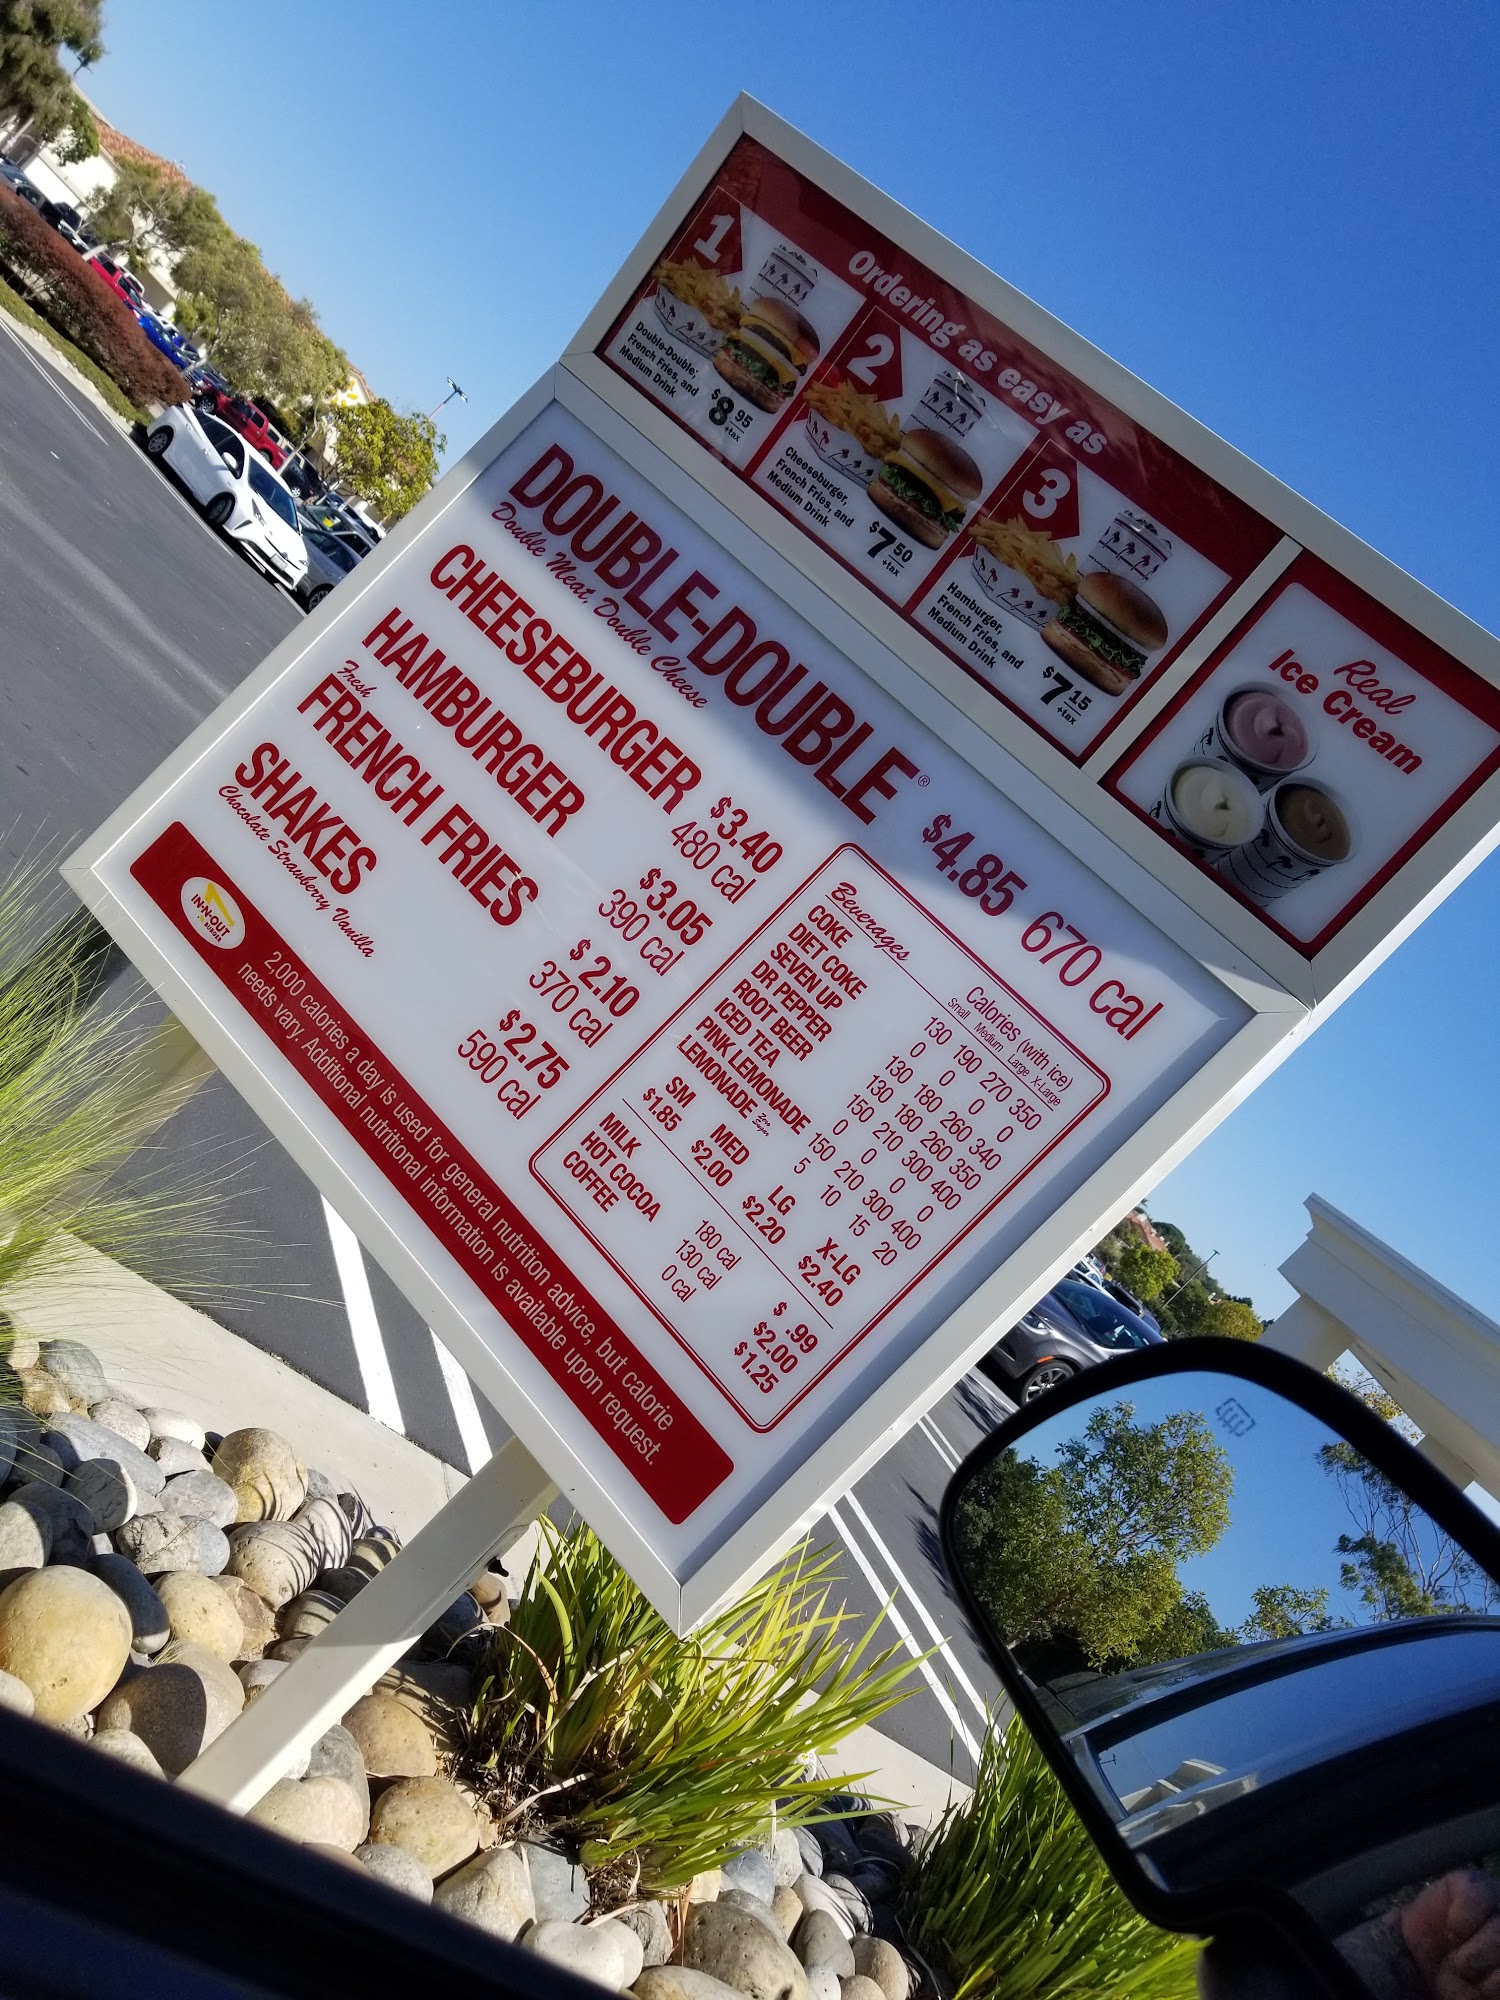 Ordering as easy as
1
Double-Double,®
French Fries, and
Medium Drink
$8 95
+tax
2
Cheeseburger,
French Fries, and
Medium Drink
$7 50
+tax
3
Hamburger,
French Fries, and
Medium Drink
$7 15
+tax
Real
Ice Cream
DOUBLE-DOUBLE® $4.85 670 cal
Double Meat, Double Cheese
CHEESEBURGER $3.40
480 cal
HAMBURGER $3.05
390 cal
Fresh
FRENCH FRIES $2.10
370 cal
SHAKES $2.75
Chocolate Strawberry Vanilla 590 cal
Beverages Calories (with ice)
Small Medium Large X-Large
COKE 130 190 270 350
DIET COKE 0 0 0 0
SEVEN UP 130 180 260 340
DR PEPPER 130 180 260 350
ROOT BEER 150 210 300 400
ICED TEA 0 0 0 0
PINK LEMONADE 150 210 300 400
LEMONADE Zero Sugar 5 10 15 20
SM MED LG X-LG
$1.85 $2.00 $2.20 $2.40
MILK 180 cal $ .99
HOT COCOA 130 cal $2.00
COFFEE 0 cal $1.25
IN-N-OUT
BURGER
2,000 calories a day is used for general nutrition advice, but calorie
needs vary. Additional nutritional information is available upon request.